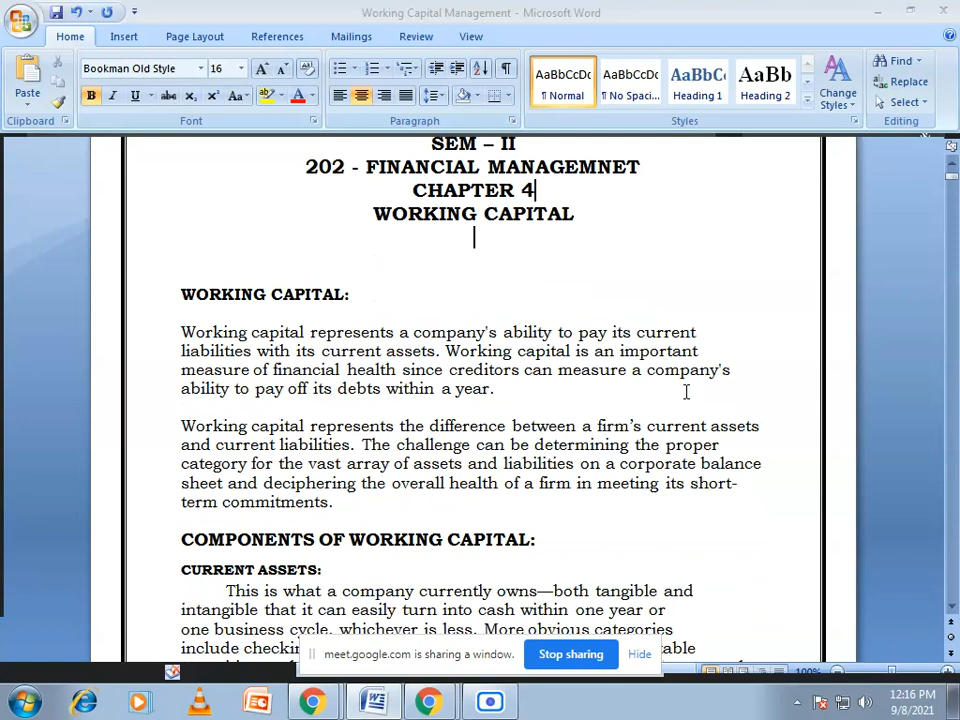 Working Capital Management - Microsoft Word
Home Insert Page Layout References Mailings Review View
Paste
Clipboard
Bookman Old Style 16
Font
Paragraph
AaBbCcDc AaBbCcDc AaBbCc AaBb
¶ Normal ¶ No Spaci... Heading 1 Heading 2
Change Styles
Styles
Find
Replace
Select
Editing
SEM – II
202 - FINANCIAL MANAGEMNET
CHAPTER 4
WORKING CAPITAL
WORKING CAPITAL:
Working capital represents a company's ability to pay its current
liabilities with its current assets. Working capital is an important
measure of financial health since creditors can measure a company's
ability to pay off its debts within a year.
Working capital represents the difference between a firm's current assets
and current liabilities. The challenge can be determining the proper
category for the vast array of assets and liabilities on a corporate balance
sheet and deciphering the overall health of a firm in meeting its short-
term commitments.
COMPONENTS OF WORKING CAPITAL:
CURRENT ASSETS:
This is what a company currently owns—both tangible and
intangible that it can easily turn into cash within one year or
one business cycle, whichever is less. More obvious categories
include
meet.google.com is sharing a window. Stop sharing Hide
100%
12:16 PM
9/8/2021